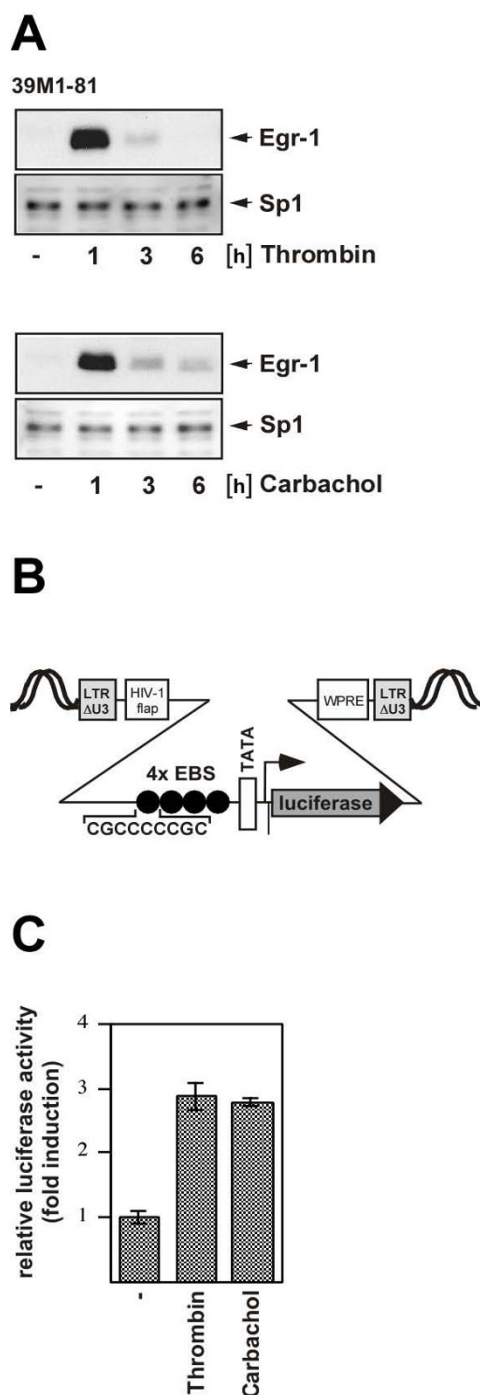 A
39M1-81
Egr-1
Sp1
- 1 3 6 [h] Thrombin
Egr-1
Sp1
- 1 3 6 [h] Carbachol
B
LTR ΔU3
HIV-1 flap
WPRE
LTR ΔU3
4x EBS
TATA
luciferase
CGCCCCCGC
C
relative luciferase activity
(fold induction)
4
3
2
1
-
Thrombin
Carbachol